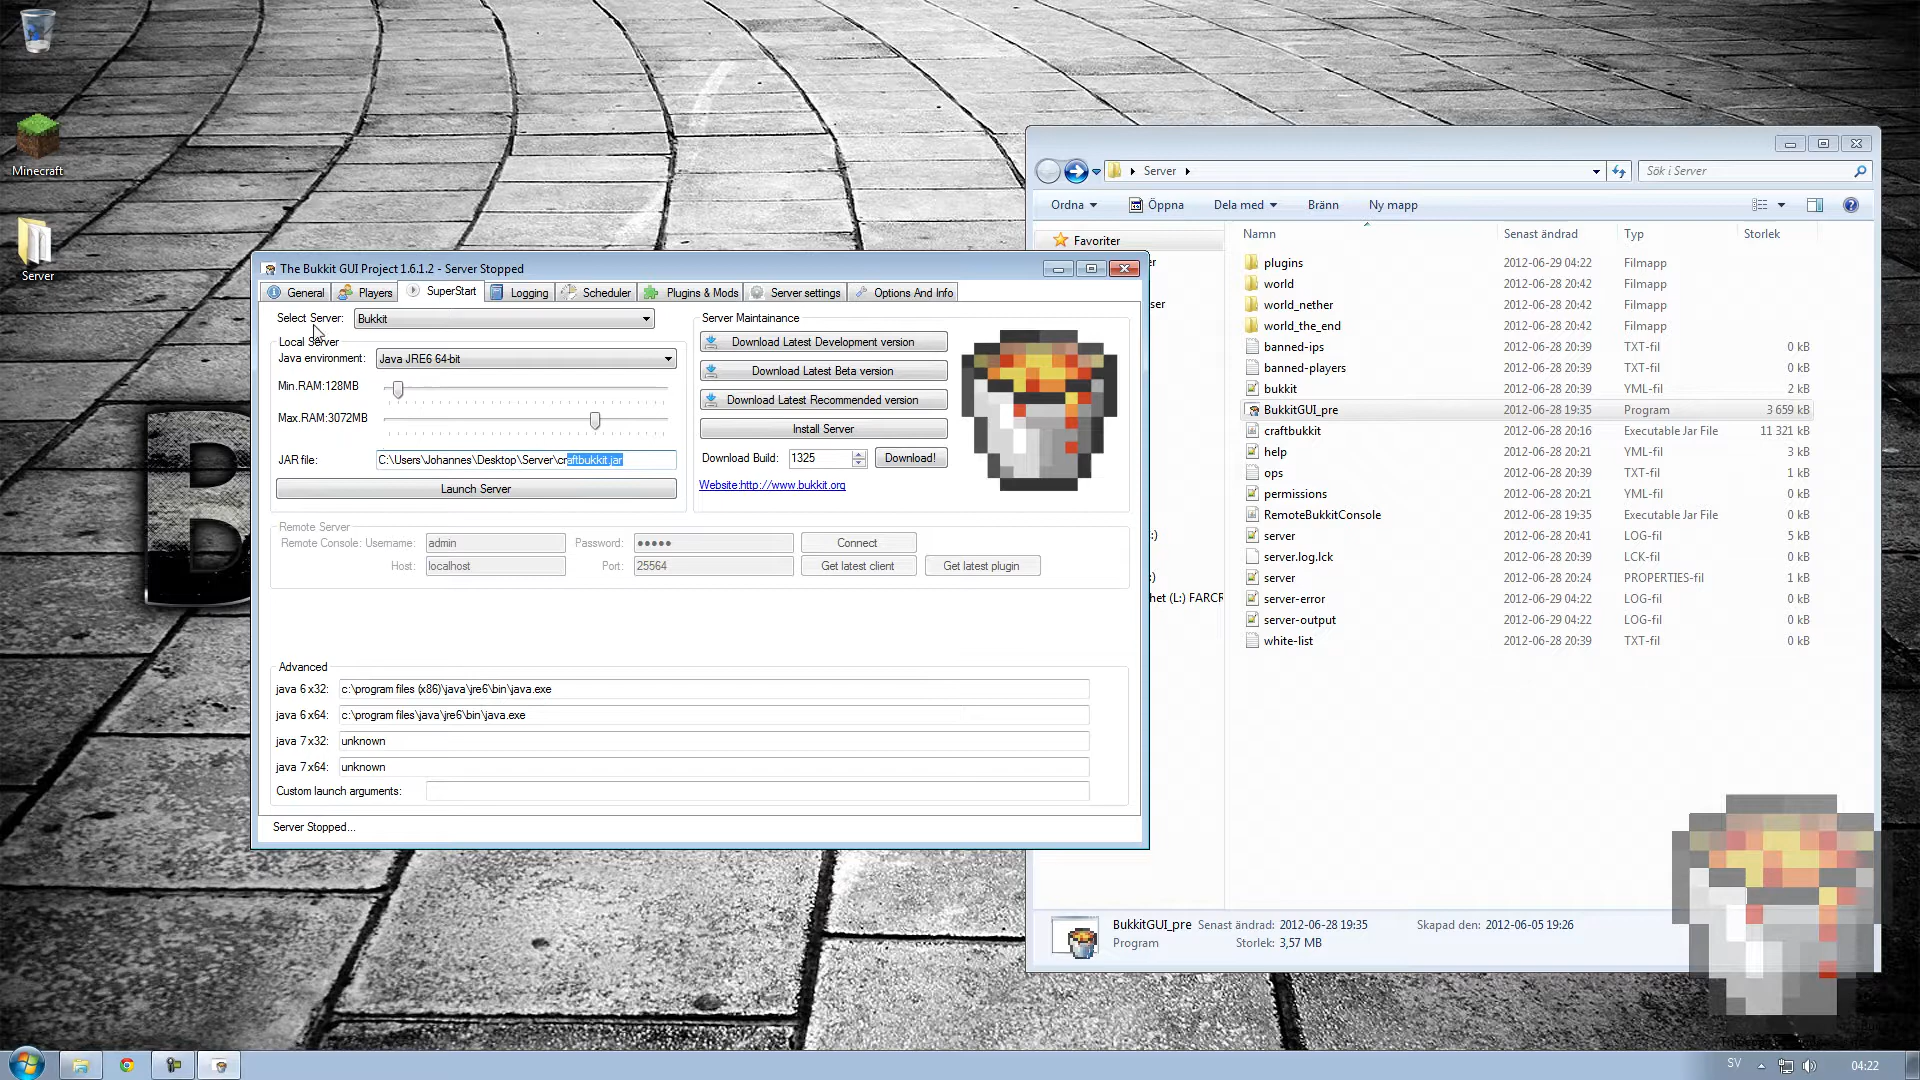 Minecraft
Server
The Bukkit GUI Project 1.6.1.2 - Server Stopped
General
Players
SuperStart
Logging
Scheduler
Plugins & Mods
Server settings
Options And Info
Select Server:
Bukkit
Local Server
Java environment:
Java JRE6 64-bit
Min.RAM:128MB
Max.RAM:3072MB
JAR file:
C:\Users\Johannes\Desktop\Server\craftbukkit.jar
Launch Server
Server Maintainance
Download Latest Development version
Download Latest Beta version
Download Latest Recommended version
Install Server
Download Build:
1325
Download!
Website:http://www.bukkit.org
Remote Server
Remote Console: Username:
admin
Password:
●●●●●
Connect
Host:
localhost
Port:
25564
Get latest client
Get latest plugin
Advanced
java 6 x32:
c:\program files (x86)\java\jre6\bin\java.exe
java 6 x64:
c:\program files\java\jre6\bin\java.exe
java 7 x32:
unknown
java 7 x64:
unknown
Custom launch arguments:
Server Stopped...
Server
Sök i Server
Ordna
Öppna
Dela med
Bränn
Ny mapp
Favoriter
het (L:) FARCR
Namn
Senast ändrad
Typ
Storlek
plugins 2012-06-29 04:22 Filmapp
world 2012-06-28 20:42 Filmapp
world_nether 2012-06-28 20:42 Filmapp
world_the_end 2012-06-28 20:42 Filmapp
banned-ips 2012-06-28 20:39 TXT-fil 0 kB
banned-players 2012-06-28 20:39 TXT-fil 0 kB
bukkit 2012-06-28 20:39 YML-fil 2 kB
BukkitGUI_pre 2012-06-28 19:35 Program 3 659 kB
craftbukkit 2012-06-28 20:16 Executable Jar File 11 321 kB
help 2012-06-28 20:21 YML-fil 3 kB
ops 2012-06-28 20:39 TXT-fil 1 kB
permissions 2012-06-28 20:21 YML-fil 0 kB
RemoteBukkitConsole 2012-06-28 19:35 Executable Jar File 0 kB
server 2012-06-28 20:41 LOG-fil 5 kB
server.log.lck 2012-06-28 20:39 LCK-fil 0 kB
server 2012-06-28 20:24 PROPERTIES-fil 1 kB
server-error 2012-06-29 04:22 LOG-fil 0 kB
server-output 2012-06-29 04:22 LOG-fil 0 kB
white-list 2012-06-28 20:39 TXT-fil 0 kB
BukkitGUI_pre Senast ändrad: 2012-06-28 19:35 Skapad den: 2012-06-05 19:26
Program Storlek: 3,57 MB
SV
04:22